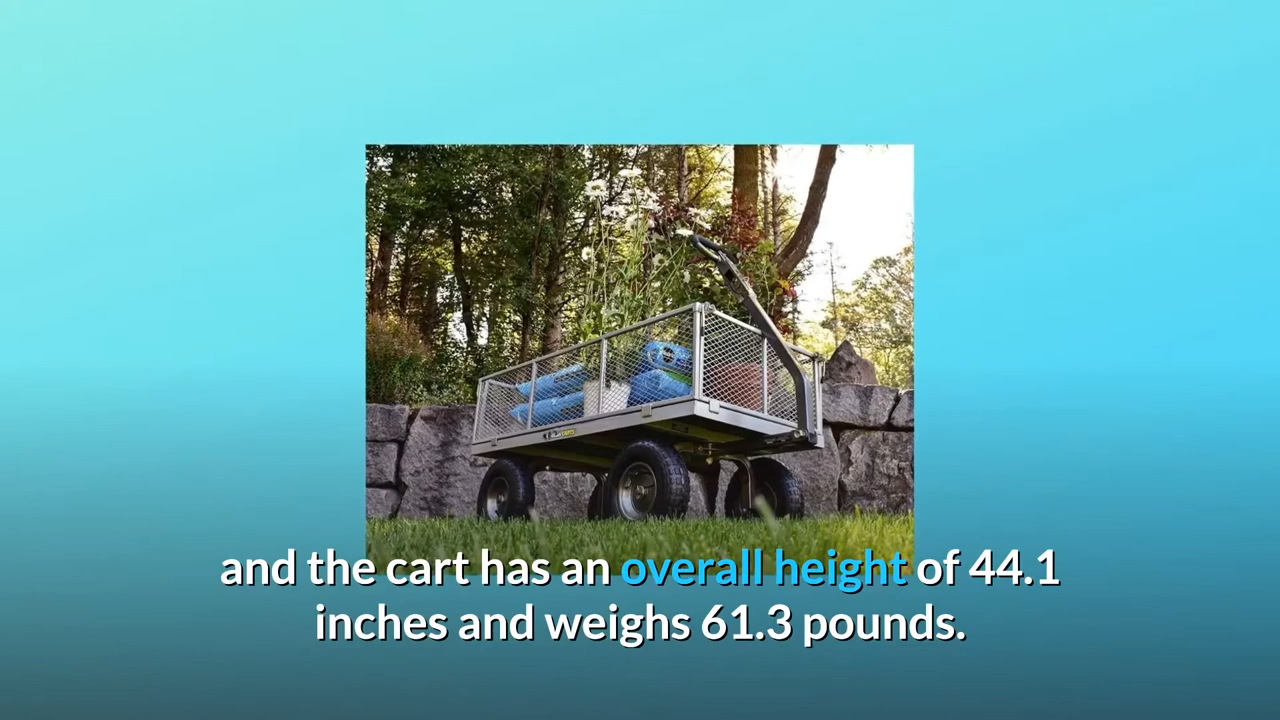 and the cart has an overall height of 44.1
inches and weighs 61.3 pounds.